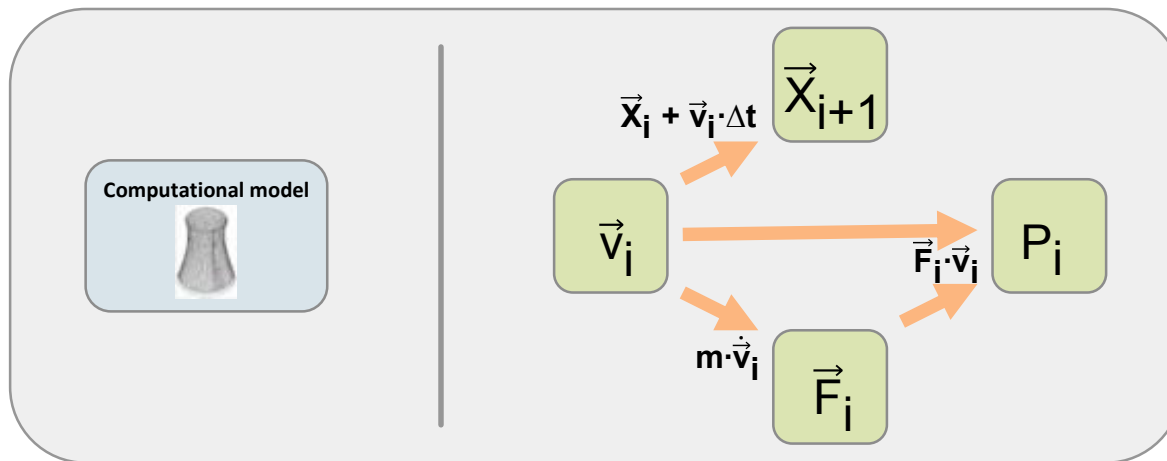 Computational model
X⃗ᵢ₊₁
X⃗ᵢ + v⃗ᵢ·Δt
v⃗ᵢ
Pᵢ
F⃗ᵢ·v⃗ᵢ
m·v⃗̇ᵢ
F⃗ᵢ